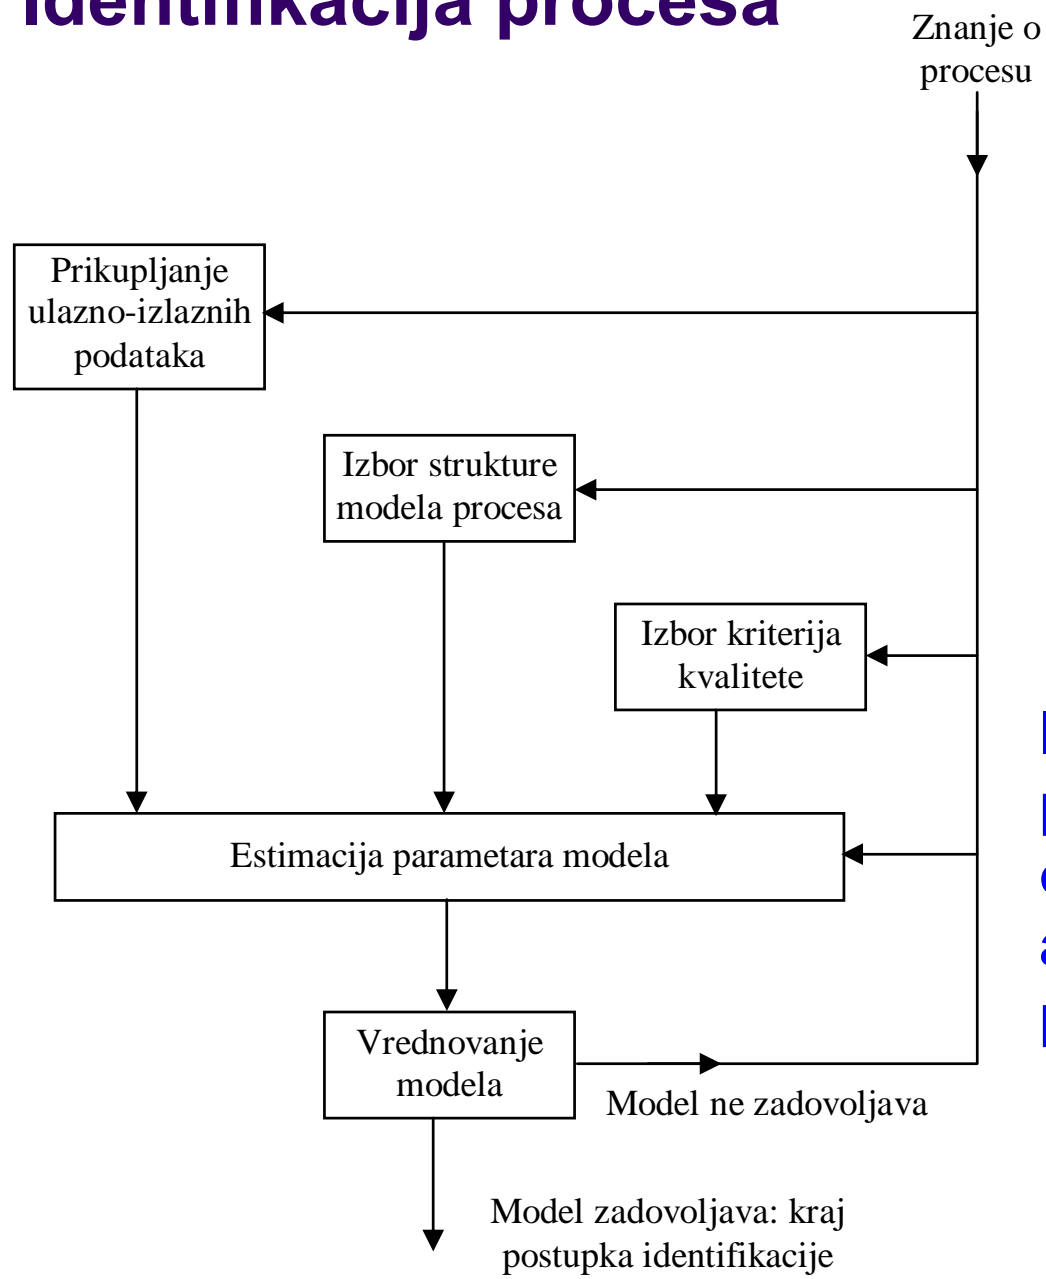 Identifikacija procesa
Znanje o
procesu
Prikupljanje
ulazno-izlaznih
podataka
Izbor strukture
modela procesa
Izbor kriterija
kvalitete
Estimacija parametara modela
Vrednovanje
modela
Model ne zadovoljava
Model zadovoljava: kraj
postupka identifikacije